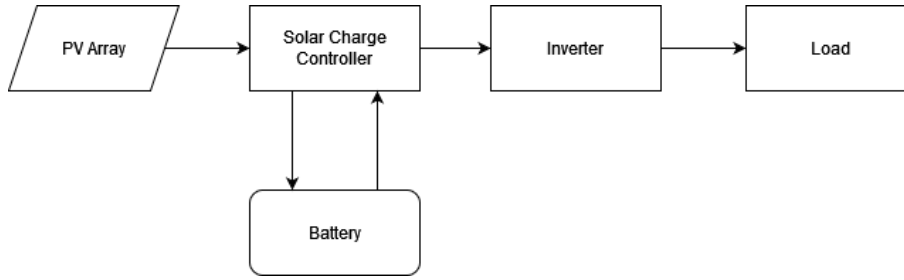 PV Array
Solar Charge
Controller
Inverter
Load
Battery